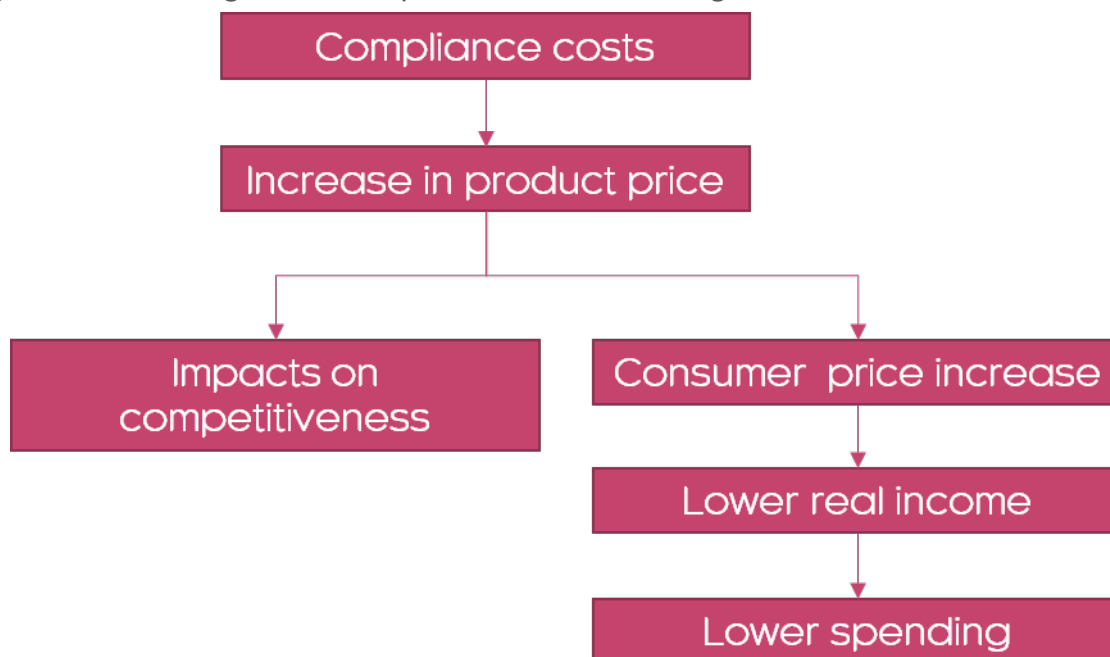 Compliance costs
Increase in product price
Impacts on
competitiveness
Consumer price increase
Lower real income
Lower spending